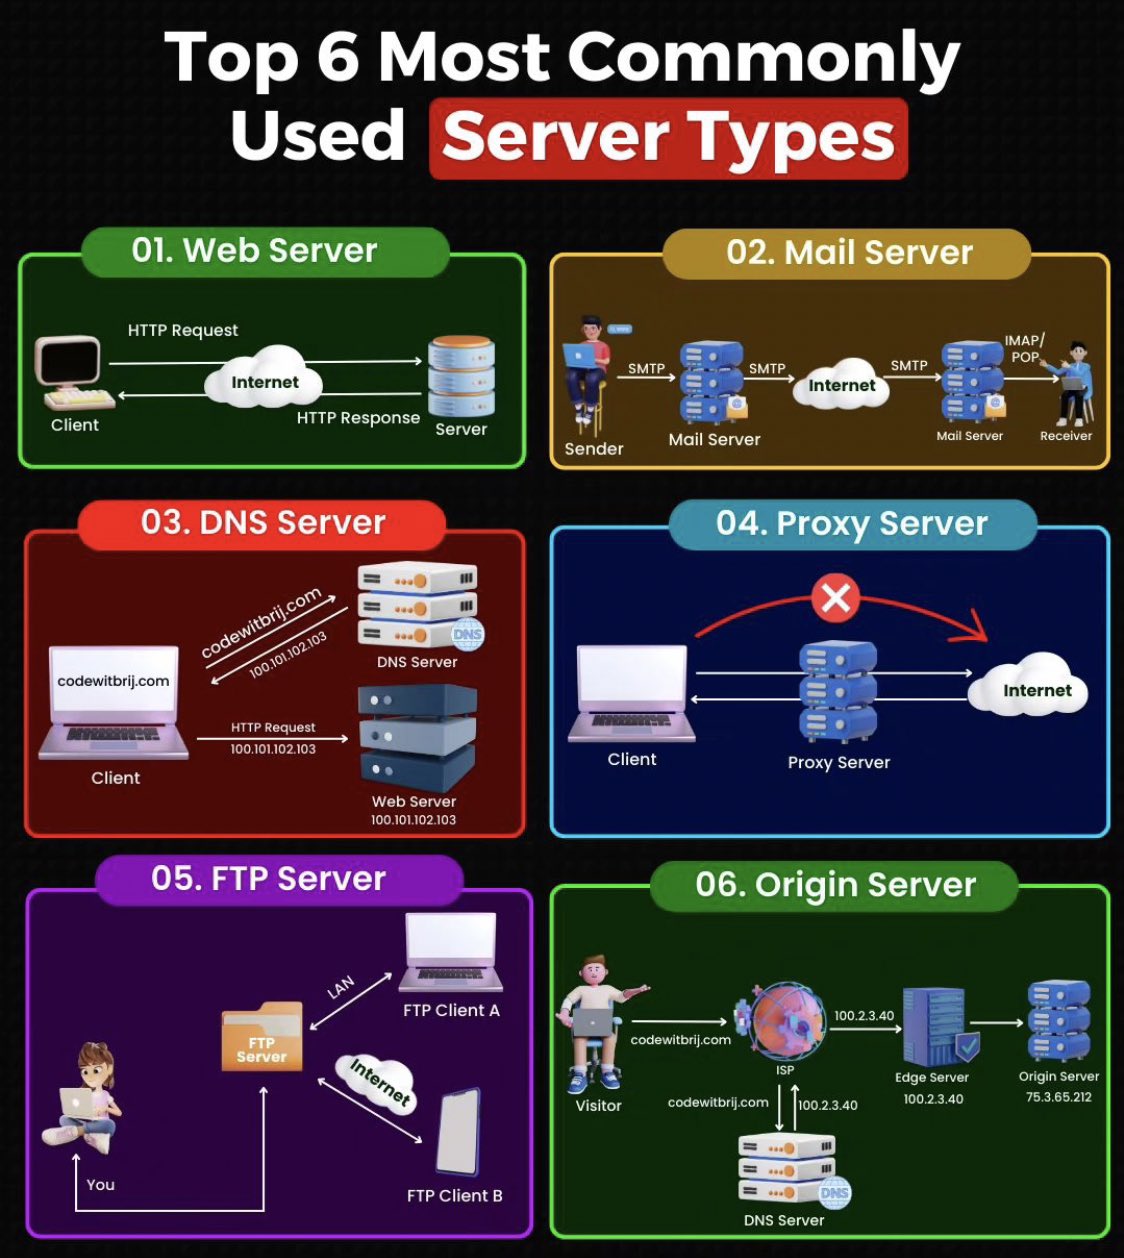 Top 6 Most Commonly
Used Server Types
01. Web Server
HTTP Request
Internet
HTTP Response
Client
Server
02. Mail Server
SMTP
SMTP
Internet
SMTP
IMAP/
POP
Sender
Mail Server
Mail Server
Receiver
03. DNS Server
codewitbrij.com
100.101.102.103
DNS
DNS Server
codewitbrij.com
HTTP Request
100.101.102.103
Client
Web Server
100.101.102.103
04. Proxy Server
Internet
Client
Proxy Server
05. FTP Server
LAN
FTP Client A
FTP
Server
Internet
You
FTP Client B
06. Origin Server
codewitbrij.com
100.2.3.40
ISP
Edge Server
100.2.3.40
Origin Server
75.3.65.212
Visitor
codewitbrij.com
100.2.3.40
DNS
DNS Server